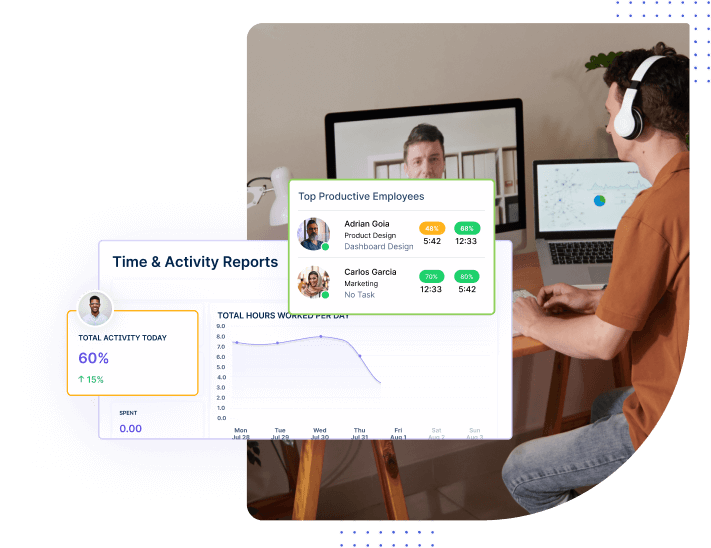 Top Productive Employees
Adrian Goia
Product Design
Dashboard Design
48%
68%
5:42
12:33
Carlos Garcia
Marketing
No Task
70%
80%
12:33
5:42
Time & Activity Reports
TOTAL ACTIVITY TODAY
60%
↑ 15%
SPENT
0.00
TOTAL HOURS WORKED PER DAY
9.0
8.0
7.0
6.0
5.0
4.0
3.0
2.0
1.0
0.0
Mon Tue Wed Thu Fri Sat Sun
Jul 28 Jul 29 Jul 30 Jul 31 Aug 1 Aug 2 Aug 3